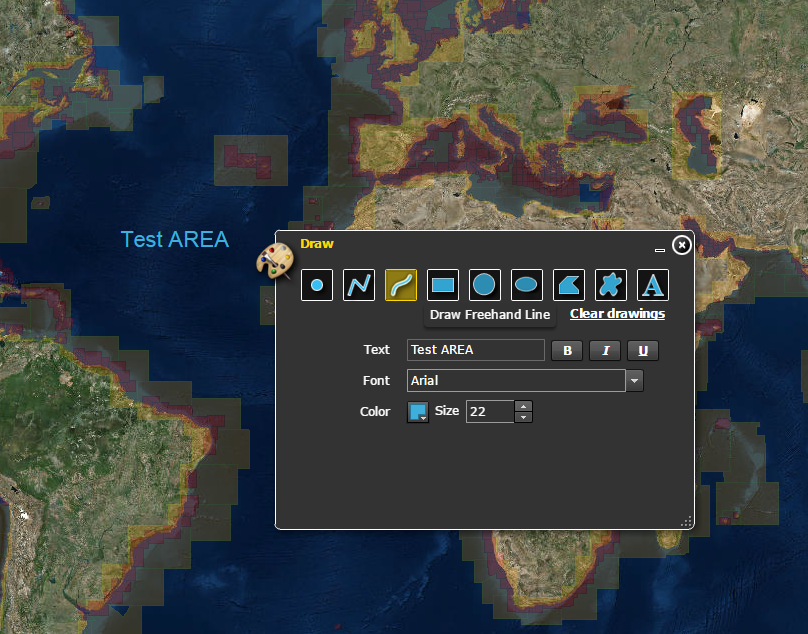 Test AREA
Draw
A
Draw Freehand Line
Clear drawings
Text Test AREA B I U
Font Arial
Color Size 22